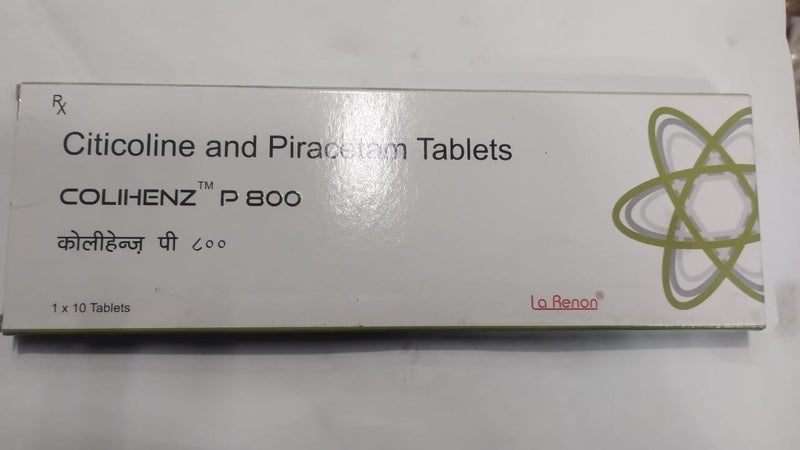 Rx
Citicoline and Piracetam Tablets
COLIHENZ™ P 800
कोलीहेन्ज़ पी ८००
1 x 10 Tablets
La Renon®